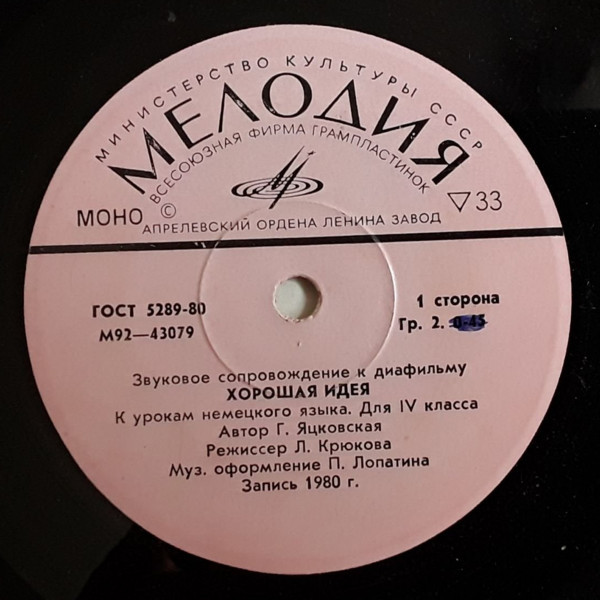 МИНИСТЕРСТВО КУЛЬТУРЫ СССР
МЕЛОДИЯ
ВСЕСОЮЗНАЯ ФИРМА ГРАМПЛАСТИНОК
МОНО ©
▽ 33
АПРЕЛЕВСКИЙ ОРДЕНА ЛЕНИНА ЗАВОД
ГОСТ 5289-80
М92—43079
1 сторона
Гр. 2. 0-45
Звуковое сопровождение к диафильму
ХОРОШАЯ ИДЕЯ
К урокам немецкого языка. Для IV класса
Автор Г. Яцковская
Режиссер Л. Крюкова
Муз. оформление П. Лопатина
Запись 1980 г.